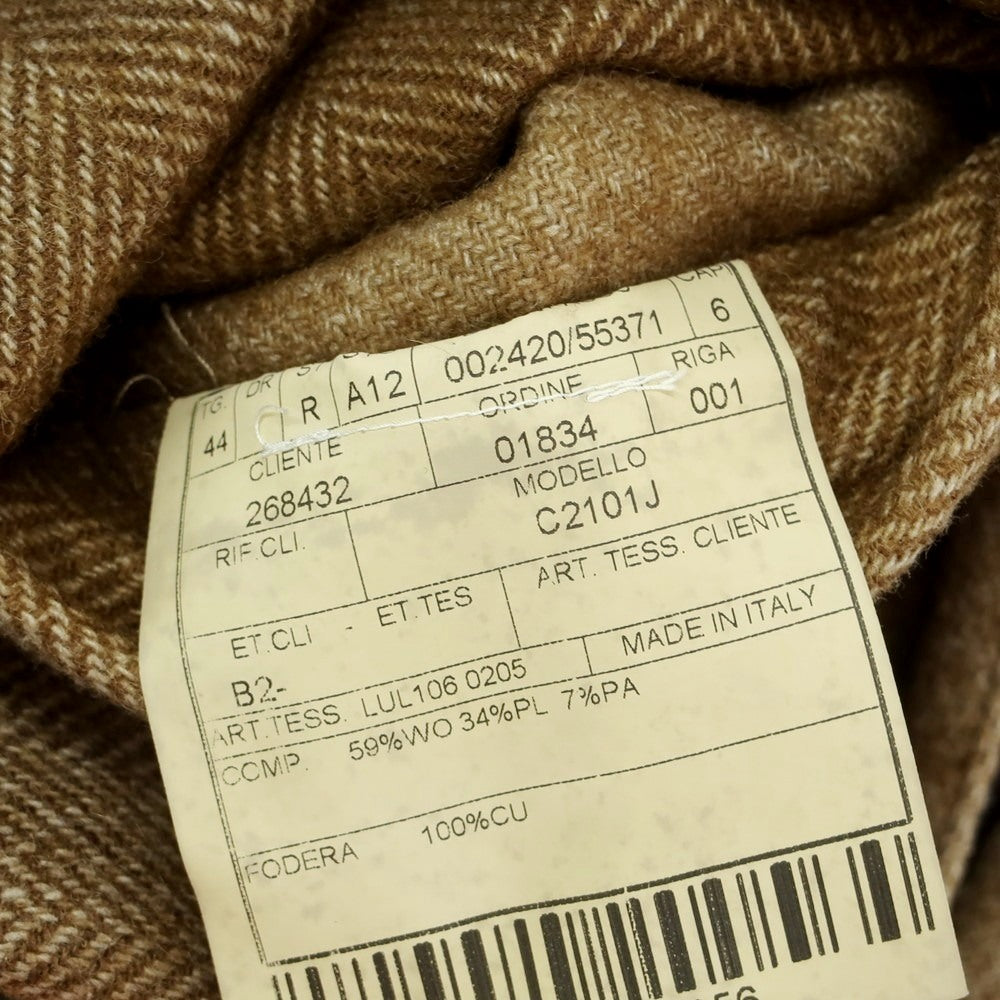 TG. DR
44 R A12 002420/55371 6
CLIENTE ORDINE RIGA
268432 01834 001
RIF.CLI. MODELLO
C2101J
ET.CLI - ET.TES ART. TESS. CLIENTE
B2-
ART.TESS. LUL106 0205 MADE IN ITALY
COMP. 59%WO 34%PL 7%PA
FODERA 100%CU